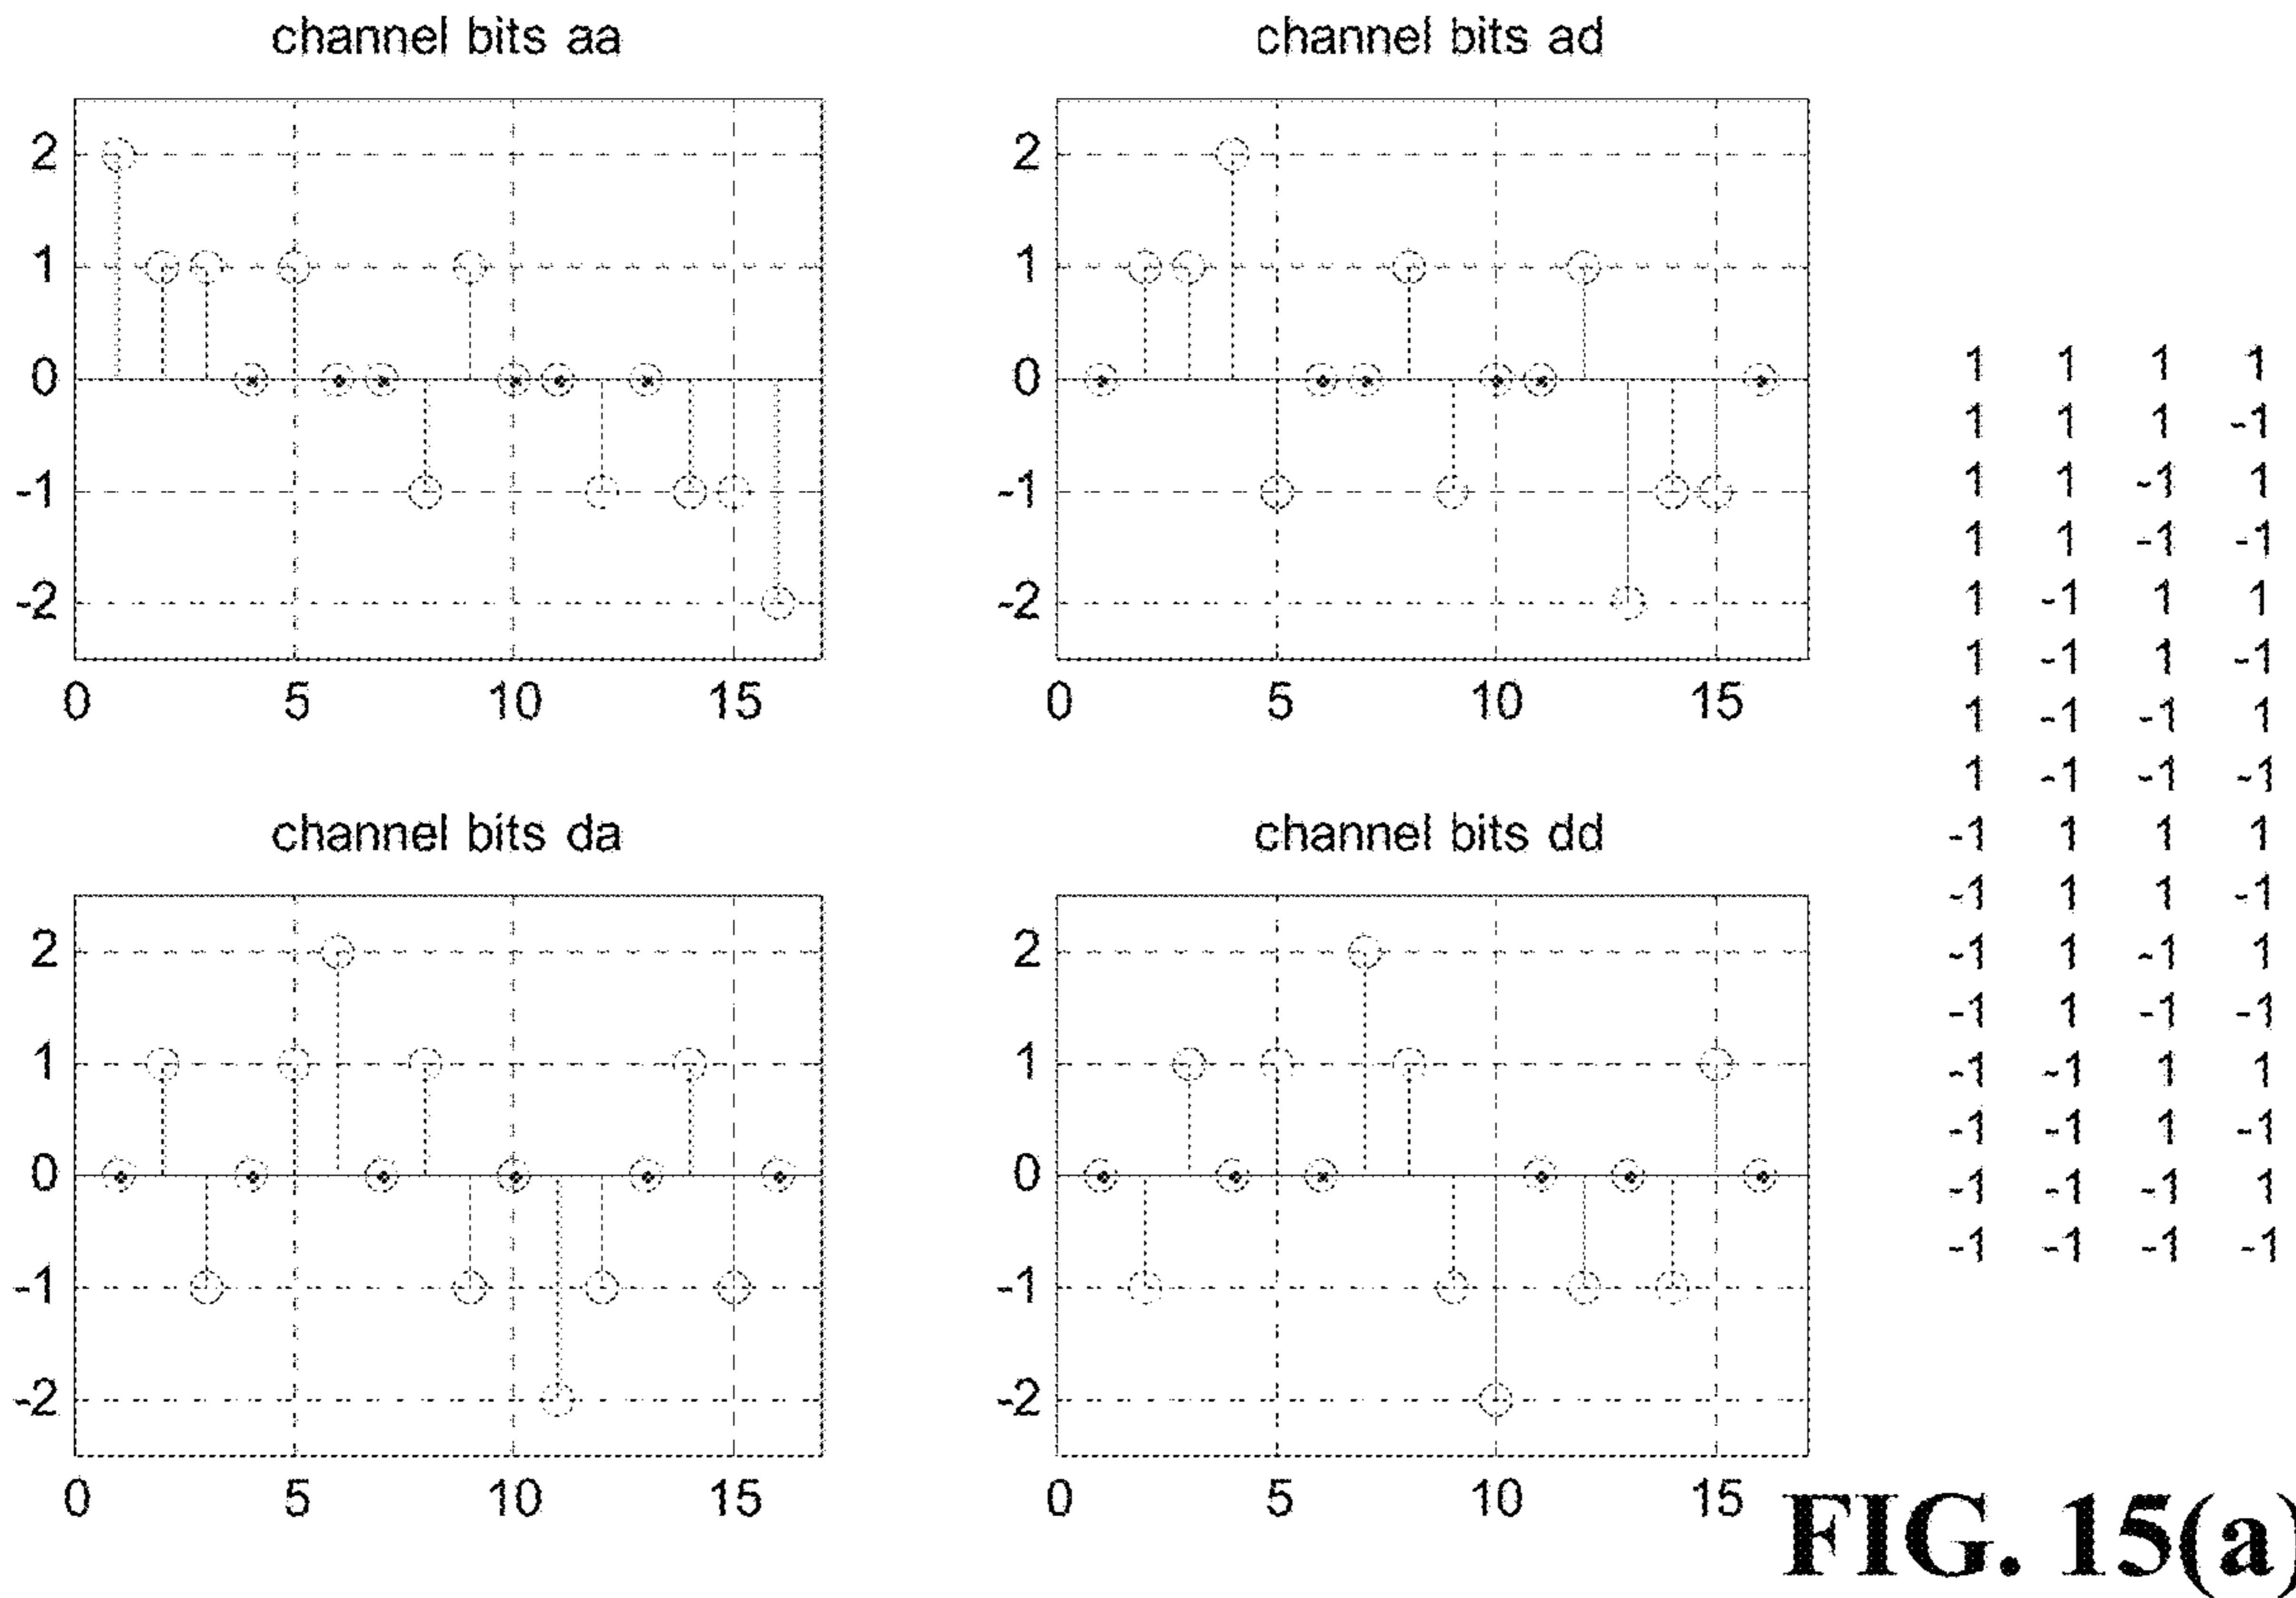 channel bits aa
2
1
0
-1
-2
0 5 10 15
channel bits ad
2
1
0
-1
-2
0 5 10 15
channel bits da
2
1
0
-1
-2
0 5 10 15
channel bits dd
2
1
0
-1
-2
0 5 10 15
1 1 1 1
1 1 1 -1
1 1 -1 1
1 1 -1 -1
1 -1 1 1
1 -1 1 -1
1 -1 -1 1
1 -1 -1 -1
-1 1 1 1
-1 1 1 -1
-1 1 -1 1
-1 1 -1 -1
-1 -1 1 1
-1 -1 1 -1
-1 -1 -1 1
-1 -1 -1 -1
FIG. 15(a)